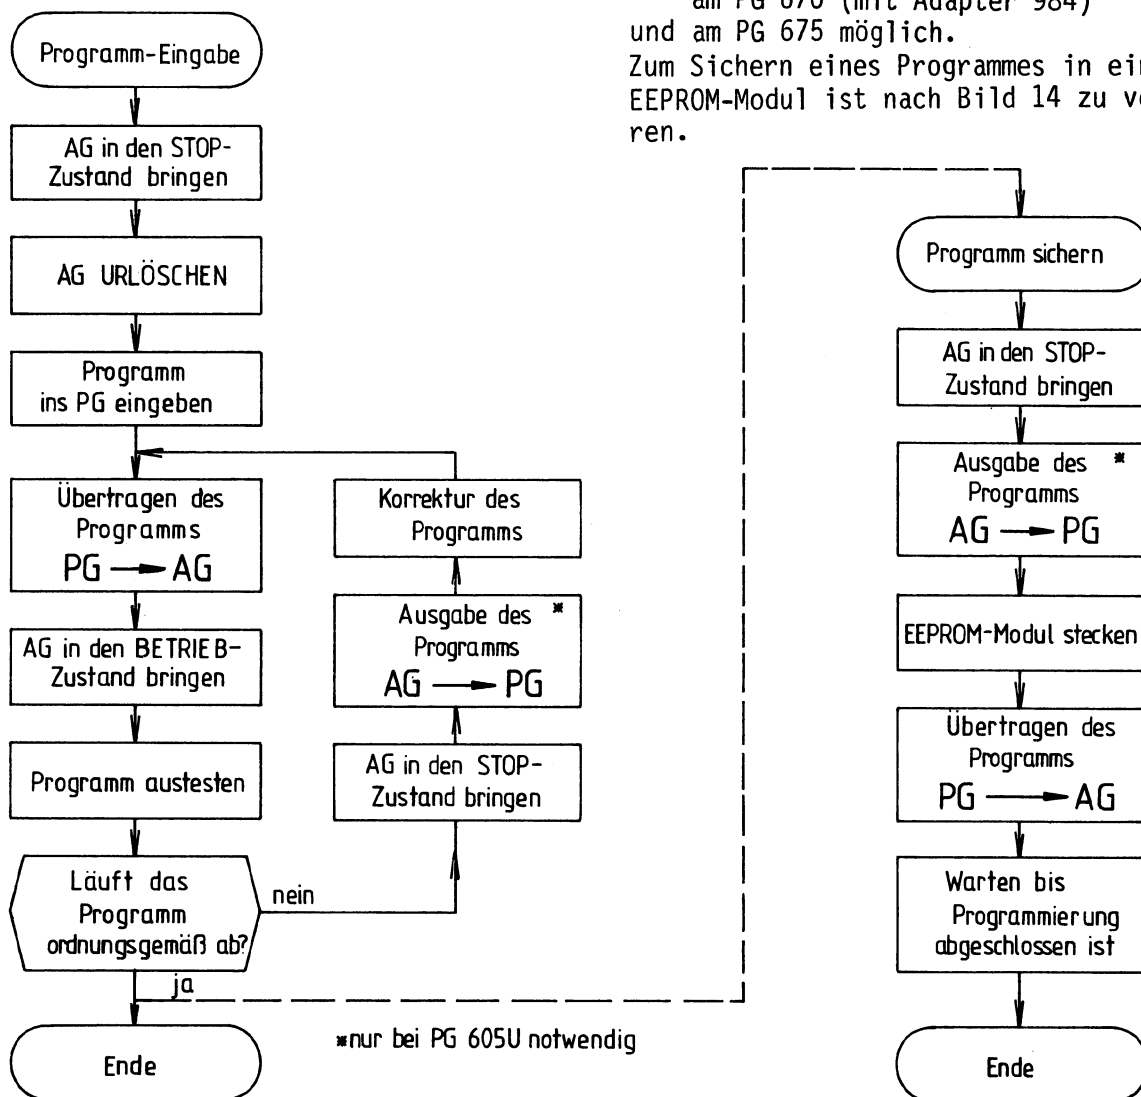 am PG 670 (mit Adapter 984)
und am PG 675 möglich.
Zum Sichern eines Programmes in ein
EEPROM-Modul ist nach Bild 14 zu
ren.
Programm-Eingabe
AG in den STOP-
Zustand bringen
AG URLÖSCHEN
Programm
ins PG eingeben
Übertragen des
Programms
PG → AG
AG in den BETRIEB-
Zustand bringen
Programm austesten
Läuft das
Programm
ordnungsgemäß ab?
nein
ja
Ende
Korrektur des
Programms
Ausgabe des *
Programms
AG → PG
AG in den STOP-
Zustand bringen
*nur bei PG 605U notwendig
Programm sichern
AG in den STOP-
Zustand bringen
Ausgabe des *
Programms
AG → PG
EEPROM-Modul stecken
Übertragen des
Programms
PG → AG
Warten bis
Programmierung
abgeschlossen ist
Ende